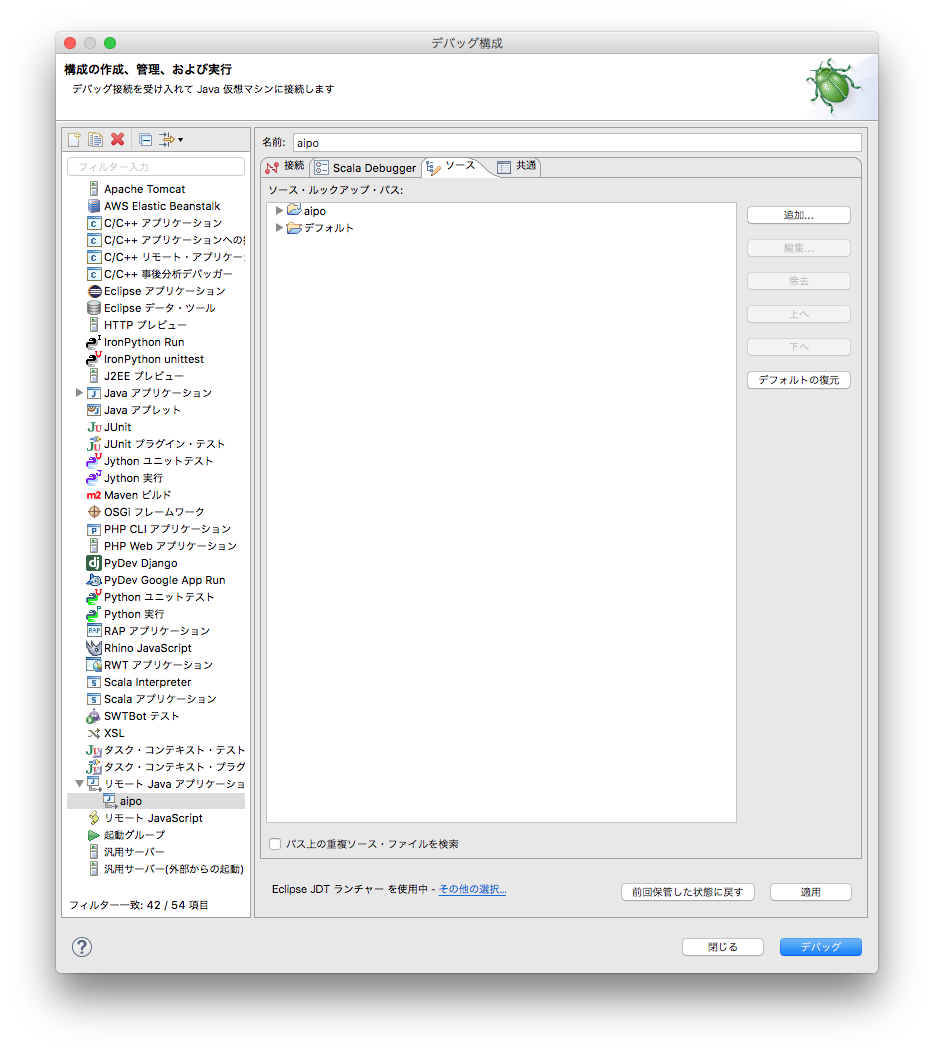 デバッグ構成
構成の作成、管理、および実行
デバッグ接続を受け入れて Java 仮想マシンに接続します
フィルター入力
Apache Tomcat
AWS Elastic Beanstalk
C/C++ アプリケーション
C/C++ アプリケーションへの
C/C++ リモート・アプリケー
C/C++ 事後分析デバッガー
Eclipse アプリケーション
Eclipse データ・ツール
HTTP プレビュー
IronPython Run
IronPython unittest
J2EE プレビュー
Java アプリケーション
Java アプレット
JUnit
JUnit プラグイン・テスト
Jython ユニットテスト
Jython 実行
Maven ビルド
OSGi フレームワーク
PHP CLI アプリケーション
PHP Web アプリケーション
PyDev Django
PyDev Google App Run
Python ユニットテスト
Python 実行
RAP アプリケーション
Rhino JavaScript
RWT アプリケーション
Scala Interpreter
Scala アプリケーション
SWTBot テスト
XSL
タスク・コンテキスト・テスト
タスク・コンテキスト・プラグ
リモート Java アプリケーショ
aipo
リモート JavaScript
起動グループ
汎用サーバー
汎用サーバー(外部からの起動)
フィルター一致: 42 / 54 項目
名前: aipo
接続 Scala Debugger ソース 共通
ソース・ルックアップ・パス:
aipo
デフォルト
追加...
編集...
除去
上へ
下へ
デフォルトの復元
パス上の重複ソース・ファイルを検索
Eclipse JDT ランチャー を使用中 - その他の選択...
前回保管した状態に戻す 適用
? 閉じる デバッグ